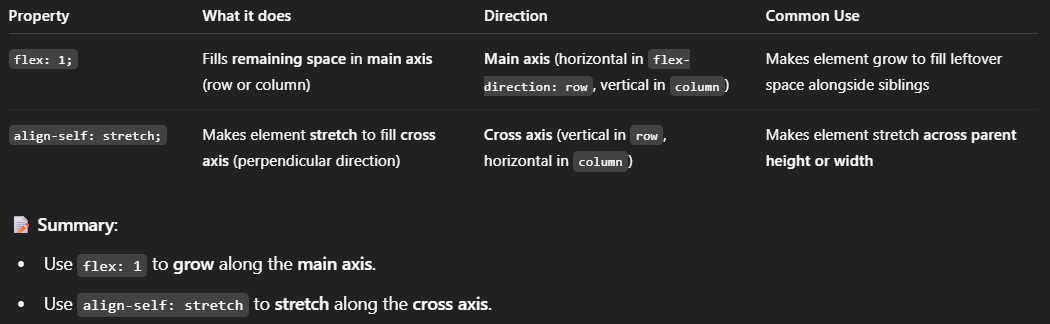 Property What it does Direction Common Use
flex: 1; Fills remaining space in main axis Main axis (horizontal in flex- Makes element grow to fill leftover
(row or column) direction: row, vertical in column) space alongside siblings
align-self: stretch; Makes element stretch to fill cross Cross axis (vertical in row, Makes element stretch across parent
axis (perpendicular direction) horizontal in column) height or width
📝 Summary:
• Use flex: 1 to grow along the main axis.
• Use align-self: stretch to stretch along the cross axis.